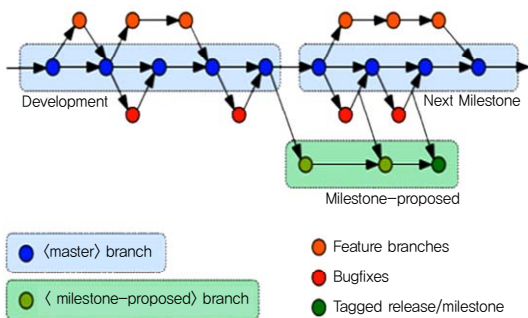 Development
Next Milestone
Milestone-proposed
〈master〉 branch
〈 milestone-proposed〉 branch
Feature branches
Bugfixes
Tagged release/milestone